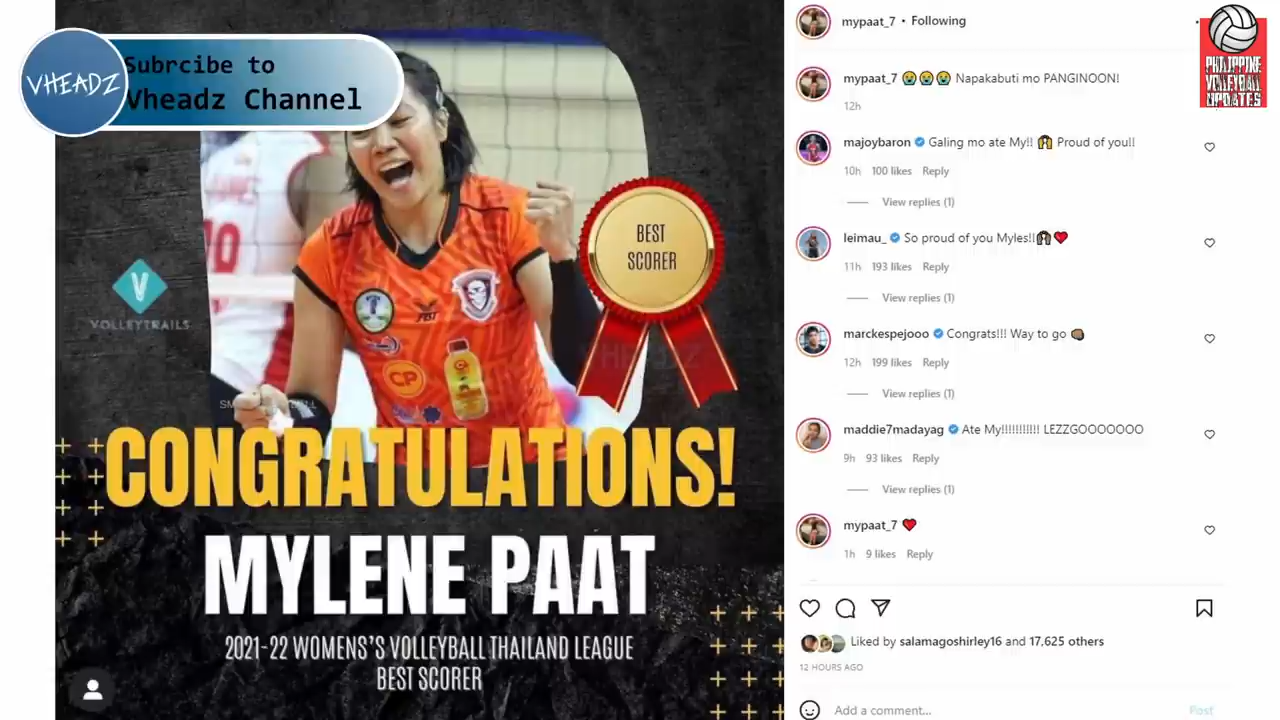 Subrcibe to
Vheadz Channel
VHEADZ
BEST
SCORER
VOLLEYTRAILS
CP
VHEADZ
CONGRATULATIONS!
MYLENE PAAT
2021-22 WOMENS'S VOLLEYBALL THAILAND LEAGUE
BEST SCORER
mypaat_7 • Following
mypaat_7 😭😭😭 Napakabuti mo PANGINOON!
12h
majoybaron Galing mo ate My!! 🙌 Proud of you!!
10h 100 likes Reply
View replies (1)
leimau_ So proud of you Myles!!🙌❤️
11h 193 likes Reply
View replies (1)
marckespejooo Congrats!!! Way to go 👊🏾
12h 199 likes Reply
View replies (1)
maddie7madayag Ate My!!!!!!!!!!! LEZZGOOOOOOO
9h 93 likes Reply
View replies (1)
mypaat_7 ❤️
1h 9 likes Reply
Liked by salamagoshirley16 and 17,625 others
12 HOURS AGO
Add a comment...
Post
PHILIPPINE
VOLLEYBALL
UPDATES